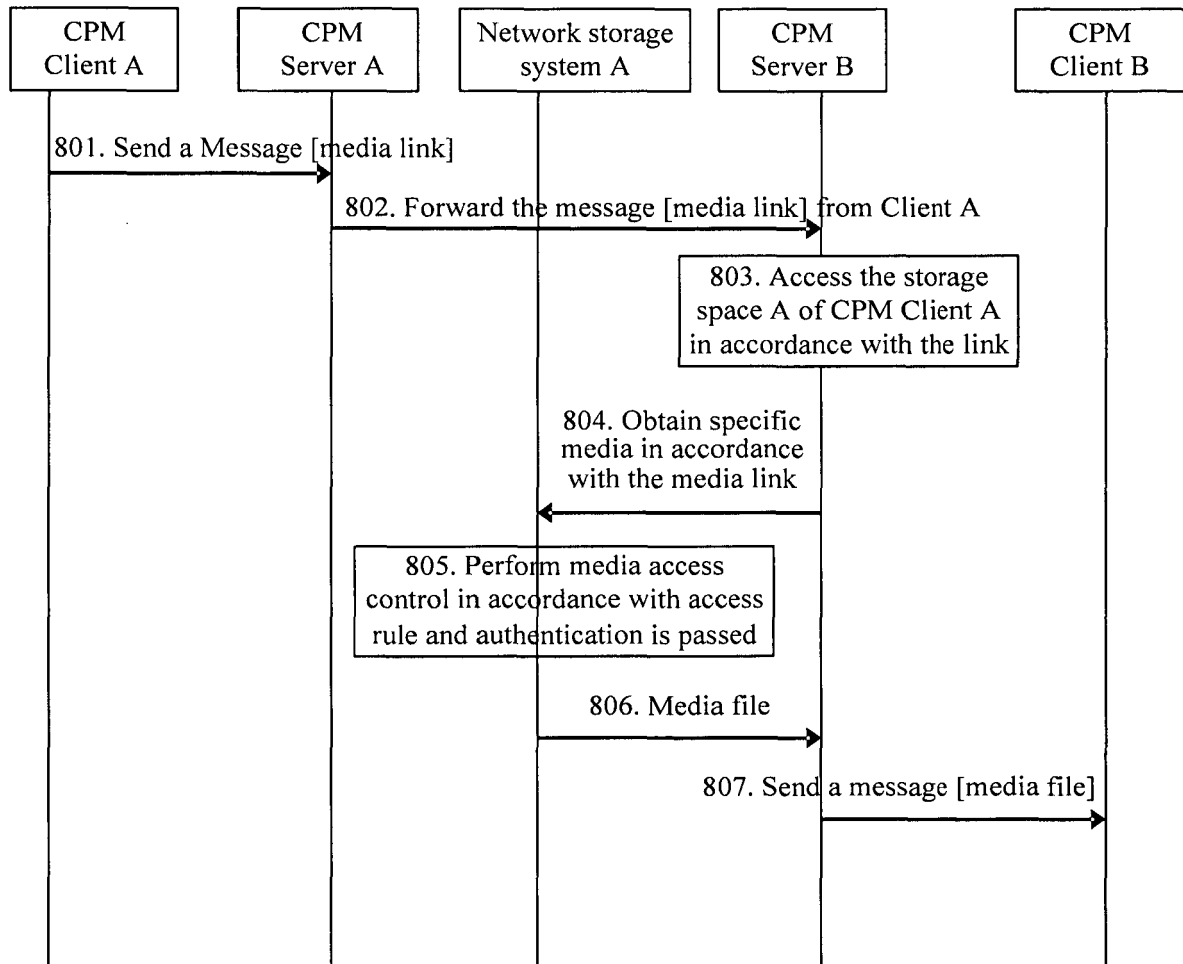 CPM
Client A
CPM
Server A
Network storage
system A
CPM
Server B
CPM
Client B
801. Send a Message [media link]
802. Forward the message [media link] from Client A
803. Access the storage
space A of CPM Client A
in accordance with the link
804. Obtain specific
media in accordance
with the media link
805. Perform media access
control in accordance with access
rule and authentication is passed
806. Media file
807. Send a message [media file]